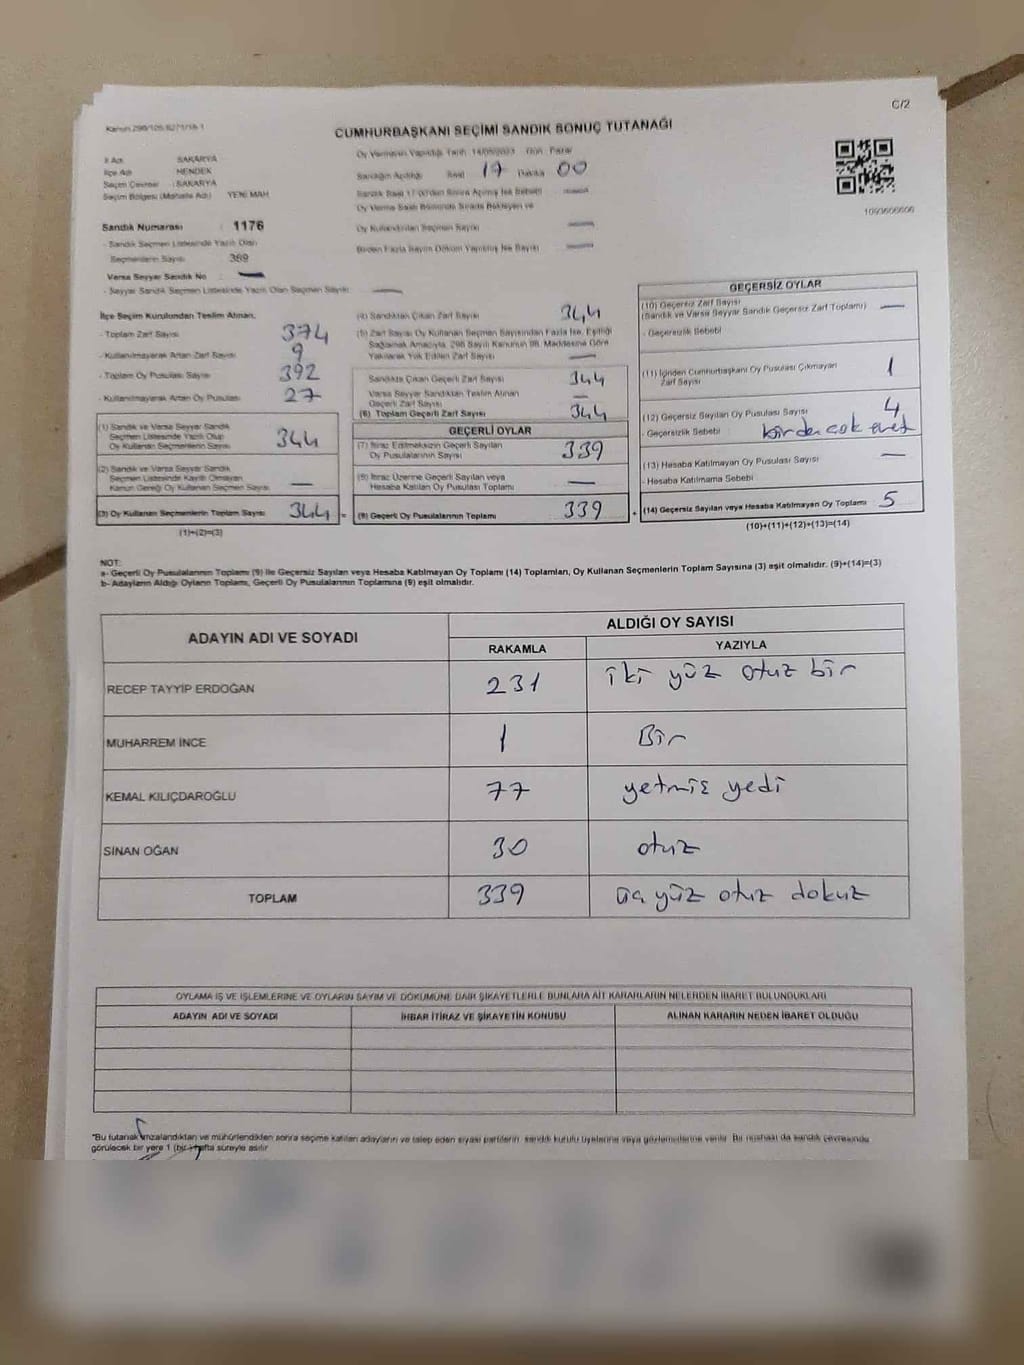 C/2
Kanun 298/105,6271/18-1
CUMHURBAŞKANI SEÇİMİ SANDIK SONUÇ TUTANAĞI
İl Adı SAKARYA
İlçe Adı HENDEK
Seçim Çevresi : SAKARYA
Seçim Bölgesi (Mahalle Adı) YENİ MAH
Sandık Numarası : 1176
- Sandık Seçmen Listesinde Yazılı Olan
Seçmenlerin Sayısı 369
Varsa Seyyar Sandık No : —
- Seyyar Sandık Seçmen Listesinde Yazılı Olan Seçmen Sayısı —
Oy Vermenin Yapıldığı Tarih 14/05/2023 Gün : Pazar
Sandığın Açıldığı Saat 17 Dakika 00
Sandık Saat 17:00'den Sonra Açılmış İse Sebebi —
Oy Verme Saati Bitiminde Sırada Bekleyen ve
Oy Kullandırılan Seçmen Sayısı —
Birden Fazla Sayım Döküm Yapılmış İse Sayısı —
1093606606
İlçe Seçim Kurulundan Teslim Alınan,
- Toplam Zarf Sayısı 374
- Kullanılmayarak Artan Zarf Sayısı 9
- Toplam Oy Pusulası Sayısı 392
- Kullanılmayarak Artan Oy Pusulası 27
(1) Sandık ve Varsa Seyyar Sandık
Seçmen Listesinde Yazılı Olup
Oy Kullanan Seçmenlerin Sayısı 344
(2) Sandık ve Varsa Seyyar Sandık
Seçmen Listesinde Kayıtlı Olmayan
Kanun Gereği Oy Kullanan Seçmen Sayısı —
(3) Oy Kullanan Seçmenlerin Toplam Sayısı 344 =
(1)+(2)=(3)
(4) Sandıktan Çıkan Zarf Sayısı 344
(5) Zarf Sayısı Oy Kullanan Seçmen Sayısından Fazla İse, Eşitliği
Sağlamak Amacıyla, 298 Sayılı Kanunun 98. Maddesine Göre
Yakılarak Yok Edilen Zarf Sayısı —
Sandıkta Çıkan Geçerli Zarf Sayısı 344
Varsa Seyyar Sandıktan Teslim Alınan
Geçerli Zarf Sayısı —
(6) Toplam Geçerli Zarf Sayısı 344
GEÇERLİ OYLAR
(7) İtiraz Edilmeksizin Geçerli Sayılan
Oy Pusulalarının Sayısı 339
(8) İtiraz Üzerine Geçerli Sayılan veya
Hesaba Katılan Oy Pusulası Toplamı —
(9) Geçerli Oy Pusulalarının Toplamı 339 +
GEÇERSİZ OYLAR
(10) Geçersiz Zarf Sayısı
(Sandık ve Varsa Seyyar Sandık Geçersiz Zarf Toplamı) —
- Geçersizlik Sebebi
(11) İçinden Cumhurbaşkanı Oy Pusulası Çıkmayan
Zarf Sayısı 1
(12) Geçersiz Sayılan Oy Pusulası Sayısı 4
- Geçersizlik Sebebi birden çok evet
(13) Hesaba Katılmayan Oy Pusulası Sayısı —
- Hesaba Katılmama Sebebi
(14) Geçersiz Sayılan veya Hesaba Katılmayan Oy Toplamı 5
(10)+(11)+(12)+(13)=(14)
NOT:
a- Geçerli Oy Pusulalarının Toplamı (9) ile Geçersiz Sayılan veya Hesaba Katılmayan Oy Toplamı (14) Toplamları, Oy Kullanan Seçmenlerin Toplam Sayısına (3) eşit olmalıdır. (9)+(14)=(3)
b- Adayların Aldığı Oyların Toplamı, Geçerli Oy Pusulalarının Toplamına (9) eşit olmalıdır.
ADAYIN ADI VE SOYADI
ALDIĞI OY SAYISI
RAKAMLA YAZIYLA
RECEP TAYYİP ERDOĞAN 231 iki yüz otuz bir
MUHARREM İNCE 1 Bir
KEMAL KILIÇDAROĞLU 77 yetmiş yedi
SİNAN OĞAN 30 otuz
TOPLAM 339 üç yüz otuz dokuz
OYLAMA İŞ VE İŞLEMLERİNE VE OYLARIN SAYIM VE DÖKÜMÜNE DAİR ŞİKAYETLERLE BUNLARA AİT KARARLARIN NELERDEN İBARET BULUNDUKLARI
ADAYIN ADI VE SOYADI İHBAR İTİRAZ VE ŞİKAYETİN KONUSU ALINAN KARARIN NEDEN İBARET OLDUĞU
"Bu tutanak imzalandıktan ve mühürlendikten sonra seçime katılan adayların ve talep eden siyasi partilerin sandık kurulu üyelerine veya gözlemcilerine verilir. Bir nüshası da sandık çevresinde
görülecek bir yere 1 (bir) hafta süreyle asılır